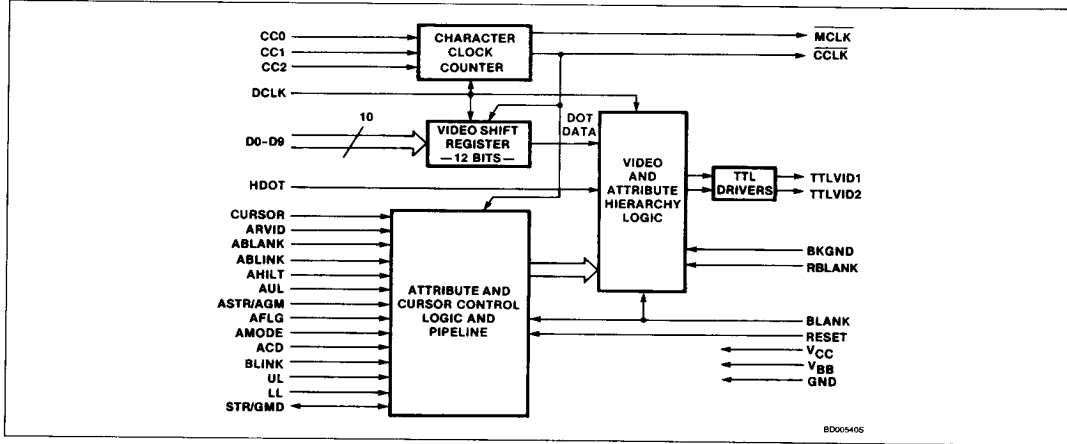 CC0
CC1
CC2
CHARACTER
CLOCK
COUNTER
MCLK
CCLK
DCLK
10
D0-D9
VIDEO SHIFT
REGISTER
—12 BITS—
DOT
DATA
HDOT
VIDEO
AND
ATTRIBUTE
HIERARCHY
LOGIC
TTL
DRIVERS
TTLVID1
TTLVID2
CURSOR
ARVID
ABLANK
ABLINK
AHILT
AUL
ASTR/AGM
AFLG
AMODE
ACD
BLINK
UL
LL
STR/GMD
ATTRIBUTE AND
CURSOR CONTROL
LOGIC AND
PIPELINE
BKGND
RBLANK
BLANK
RESET
VCC
VBB
GND
BD00540S